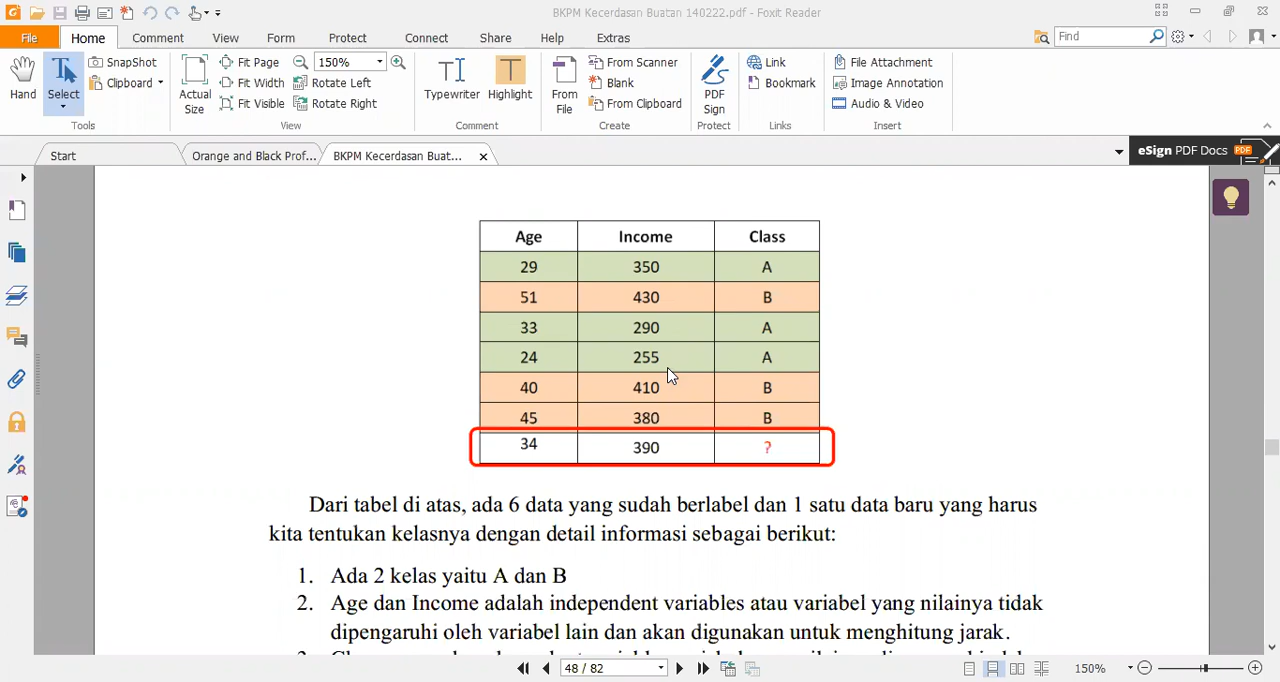 BKPM Kecerdasan Buatan 140222.pdf - Foxit Reader
File Home Comment View Form Protect Connect Share Help Extras Find
Hand
Select
SnapShot
Clipboard
Tools
Actual Size
Fit Page
Fit Width
Fit Visible
150%
Rotate Left
Rotate Right
View
Typewriter
Highlight
Comment
From File
From Scanner
Blank
From Clipboard
Create
PDF Sign
Protect
Link
Bookmark
Links
File Attachment
Image Annotation
Audio & Video
Insert
Start Orange and Black Prof... BKPM Kecerdasan Buat... eSign PDF Docs PDF
Age Income Class
29 350 A
51 430 B
33 290 A
24 255 A
40 410 B
45 380 B
34 390 ?
Dari tabel di atas, ada 6 data yang sudah berlabel dan 1 satu data baru yang harus
kita tentukan kelasnya dengan detail informasi sebagai berikut:
1. Ada 2 kelas yaitu A dan B
2. Age dan Income adalah independent variables atau variabel yang nilainya tidak
dipengaruhi oleh variabel lain dan akan digunakan untuk menghitung jarak.
48 / 82 150%